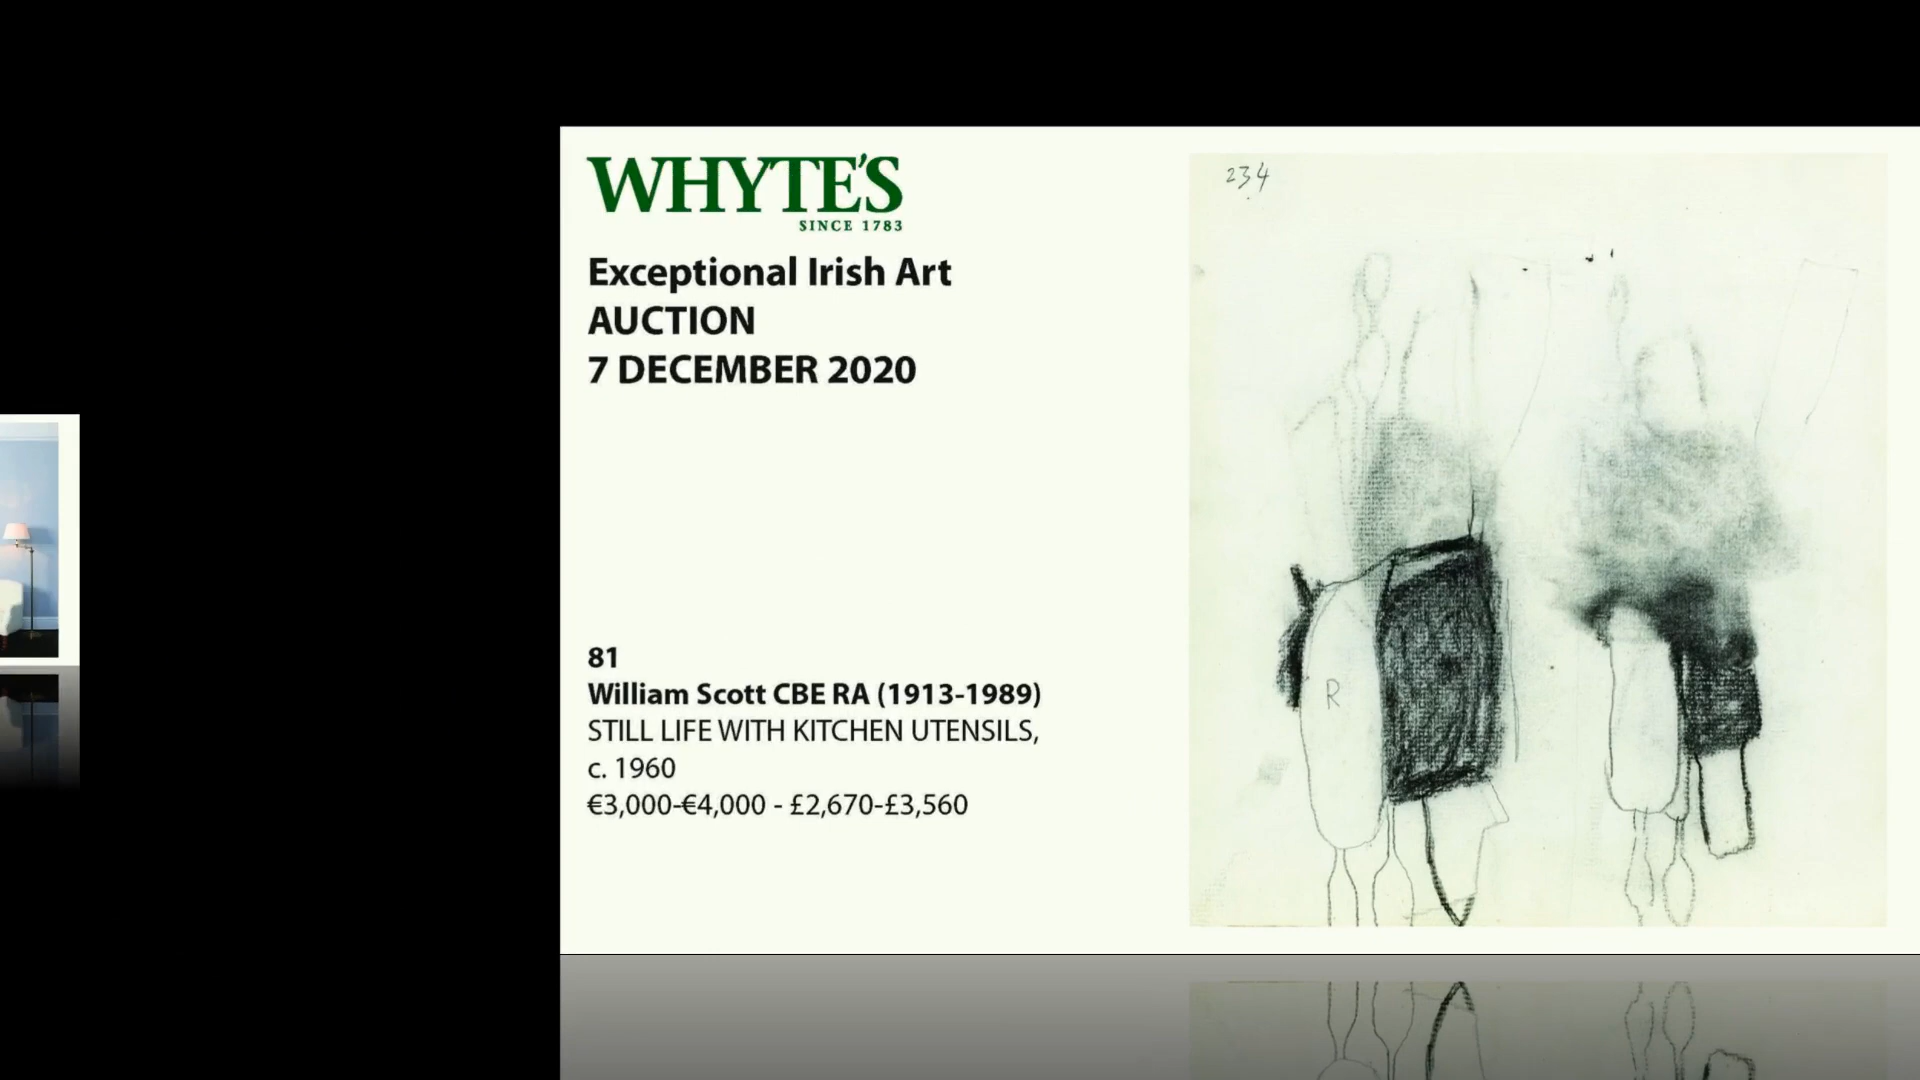 WHYTE'S
SINCE 1783
Exceptional Irish Art
AUCTION
7 DECEMBER 2020
81
William Scott CBE RA (1913-1989)
STILL LIFE WITH KITCHEN UTENSILS,
c. 1960
€3,000-€4,000 - £2,670-£3,560
234
R